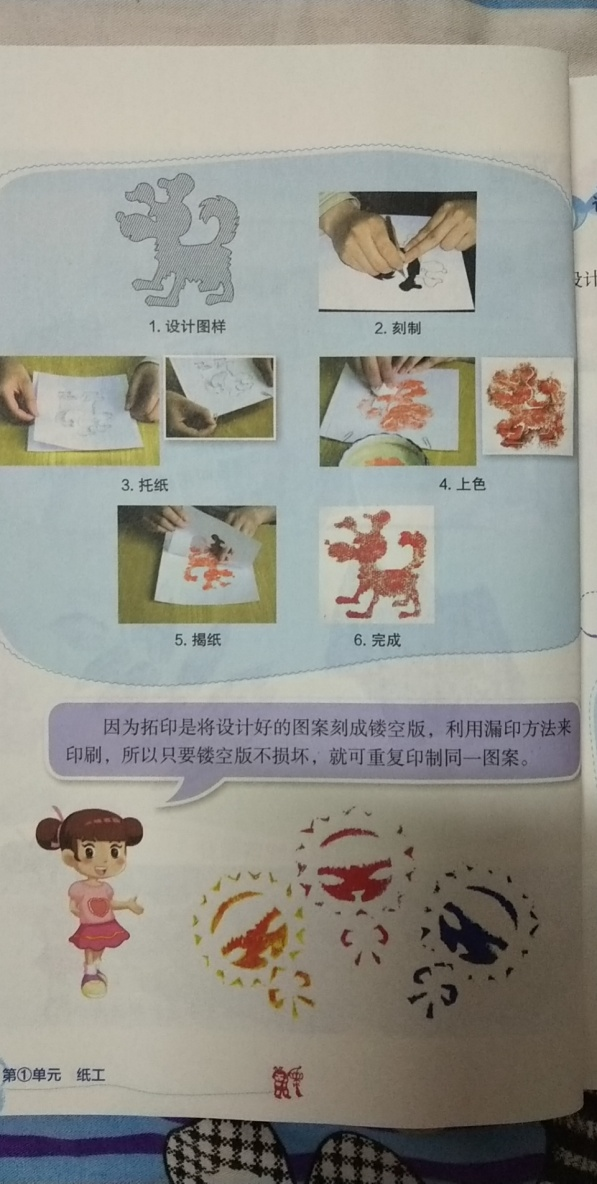 1. 设计图样
2. 刻制
3. 托纸
4. 上色
5. 揭纸
6. 完成
因为拓印是将设计好的图案刻成镂空版，利用漏印方法来
印刷，所以只要镂空版不损坏，就可重复印制同一图案。
第①单元 纸工